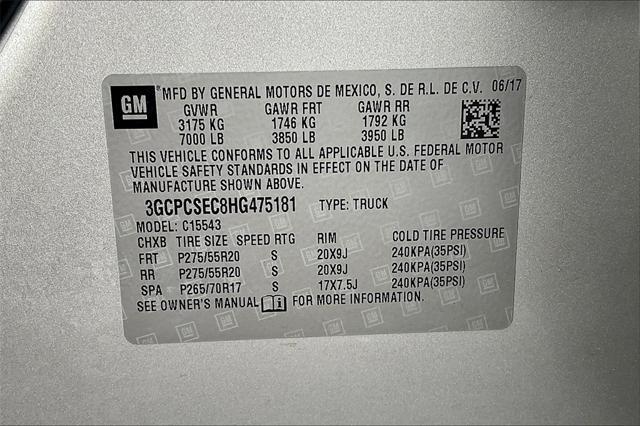 GM ®MFD BY GENERAL MOTORS DE MEXICO, S. DE R.L. DE C.V. 06/17
GVWR GAWR FRT GAWR RR
3175 KG 1746 KG 1792 KG
7000 LB 3850 LB 3950 LB
THIS VEHICLE CONFORMS TO ALL APPLICABLE U.S. FEDERAL MOTOR
VEHICLE SAFETY STANDARDS IN EFFECT ON THE DATE OF
MANUFACTURE SHOWN ABOVE.
3GCPCSEC8HG475181 TYPE: TRUCK
MODEL: C15543
CHXB TIRE SIZE SPEED RTG RIM COLD TIRE PRESSURE
FRT P275/55R20 S 20X9J 240KPA(35PSI)
RR P275/55R20 S 20X9J 240KPA(35PSI)
SPA P265/70R17 S 17X7.5J 240KPA(35PSI)
SEE OWNER'S MANUAL FOR MORE INFORMATION.